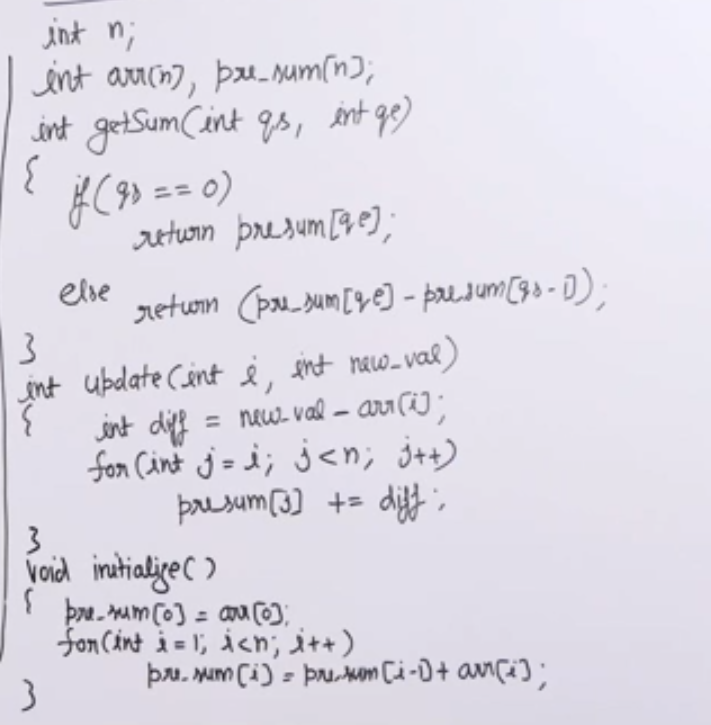 int n;
int arr[n], pre_sum[n];
int getSum(int qs, int qe)
{
if(qs == 0)
return presum[qe];
else return (pre_sum[qe] - presum[qs-1]);
}
int update(int i, int new_val)
{ int diff = new_val - arr[i];
for(int j = i; j < n; j++)
presum[j] += diff;
}
void initialize()
{ pre_sum[0] = arr[0];
for(int i = 1; i < n; i++)
pre_sum[i] = pre_sum[i-1] + arr[i];
}